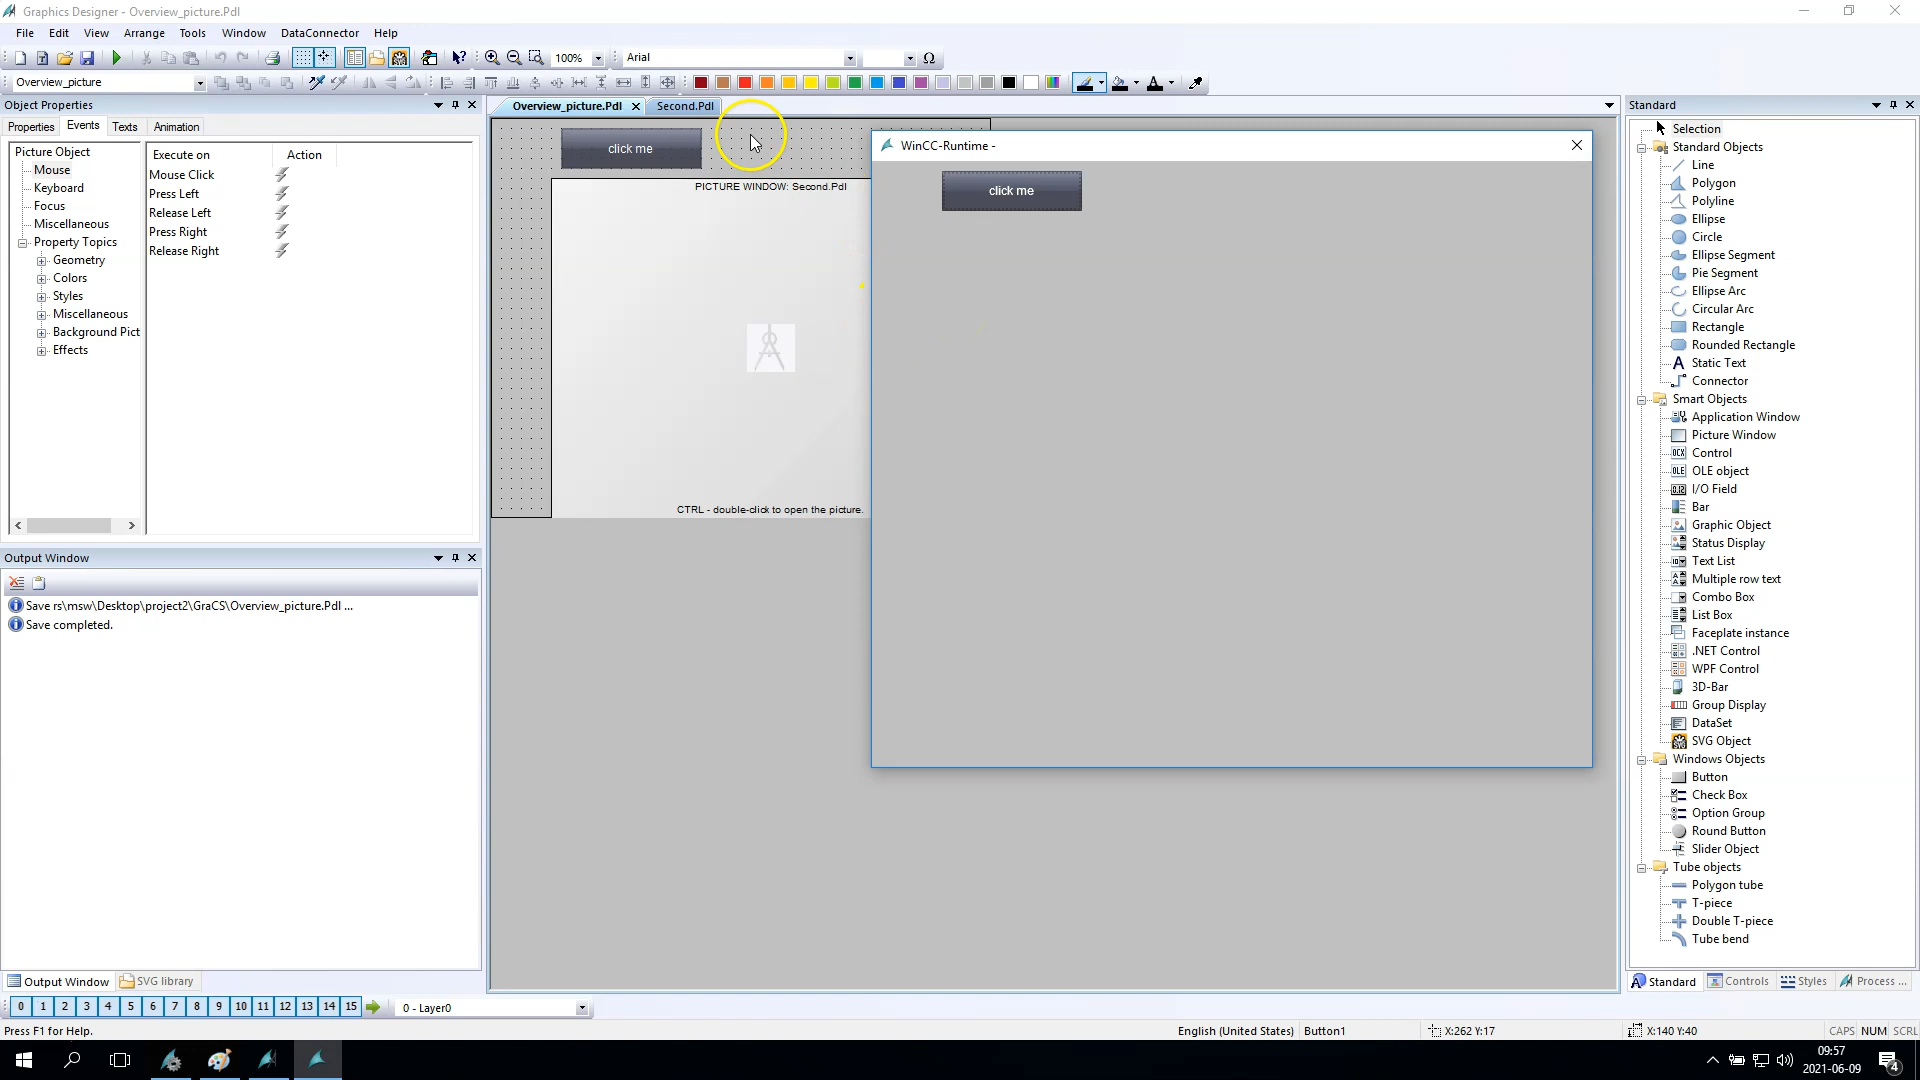 Graphics Designer - Overview_picture.Pdl
File Edit View Arrange Tools Window DataConnector Help
100% Arial Ω
Overview_picture
Object Properties
Properties Events Texts Animation
Picture Object
Mouse
Keyboard
Focus
Miscellaneous
Property Topics
Geometry
Colors
Styles
Miscellaneous
Background Pict
Effects
Execute on Action
Mouse Click
Press Left
Release Left
Press Right
Release Right
Output Window
Save rs\msw\Desktop\project2\GraCS\Overview_picture.Pdl ...
Save completed.
Output Window SVG library
Overview_picture.Pdl Second.Pdl
click me
PICTURE WINDOW: Second.Pdl
CTRL - double-click to open the picture.
WinCC-Runtime -
click me
Standard
Selection
Standard Objects
Line
Polygon
Polyline
Ellipse
Circle
Ellipse Segment
Pie Segment
Ellipse Arc
Circular Arc
Rectangle
Rounded Rectangle
A Static Text
Connector
Smart Objects
Application Window
Picture Window
OCX Control
OLE OLE object
0.12 I/O Field
Bar
Graphic Object
Status Display
Text List
Multiple row text
Combo Box
List Box
Faceplate instance
.NET Control
WPF Control
3D-Bar
Group Display
DataSet
SVG Object
Windows Objects
Button
Check Box
Option Group
Round Button
Slider Object
Tube objects
Polygon tube
T-piece
Double T-piece
Tube bend
Standard Controls Styles Process ...
0 1 2 3 4 5 6 7 8 9 10 11 12 13 14 15 0 - Layer0
Press F1 for Help. English (United States) Button1 X:262 Y:17 X:140 Y:40 CAPS NUM SCRL
09:57
2021-06-09
4